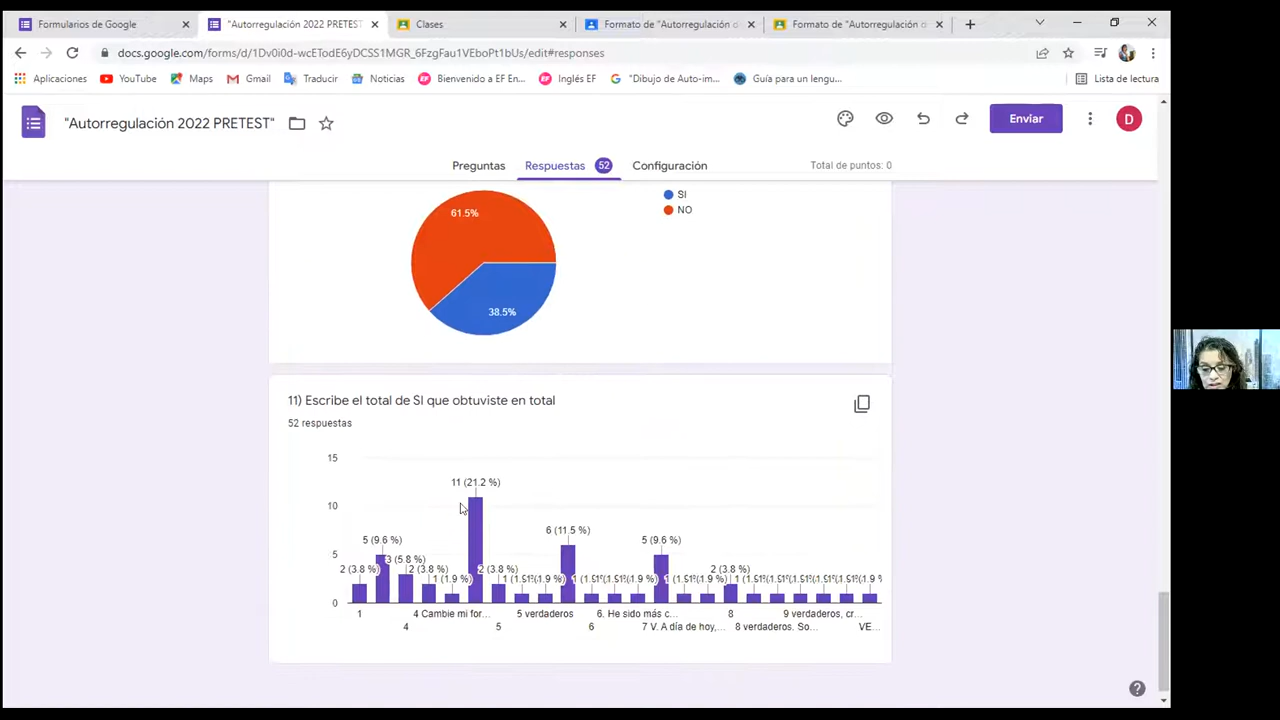 Formularios de Google
"Autorregulación 2022 PRETEST"
Clases
Formato de "Autorregulación d
Formato de "Autorregulación d
docs.google.com/forms/d/1Dv0i0d-wcETodE6yDCSS1MGR_6FzgFau1VEboPt1bUs/edit#responses
Aplicaciones
YouTube
Maps
Gmail
Traducir
Noticias
Bienvenido a EF En...
Inglés EF
"Dibujo de Auto-im...
Guía para un lengu...
Lista de lectura
"Autorregulación 2022 PRETEST"
Enviar
D
Preguntas
Respuestas 52
Configuración
Total de puntos: 0
61.5%
38.5%
SI
NO
11) Escribe el total de SI que obtuviste en total
52 respuestas
15
10
5
0
11 (21.2 %)
6 (11.5 %)
5 (9.6 %)
5 (9.6 %)
3 (5.8 %)
2 (3.8 %)
2 (3.8 %)
1 (1.9 %)
2 (3.8 %)
2 (3.8 %)
1
4 Cambie mi for...
5 verdaderos
6. He sido más c...
8
9 verdaderos, cr...
4
5
6
7 V. A día de hoy,...
8 verdaderos. So...
VE...